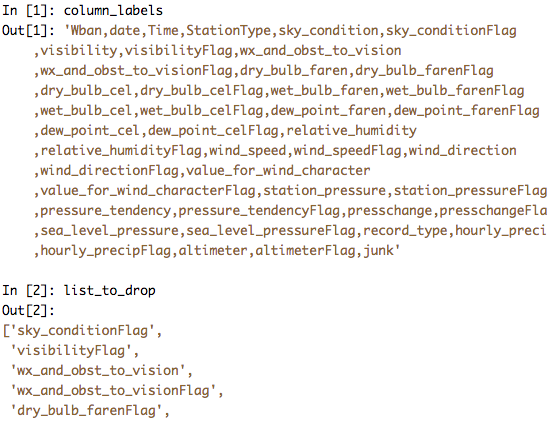 In [1]: column_labels
Out[1]: 'Wban,date,Time,StationType,sky_condition,sky_conditionFlag
,visibility,visibilityFlag,wx_and_obst_to_vision
,wx_and_obst_to_visionFlag,dry_bulb_faren,dry_bulb_farenFlag
,dry_bulb_cel,dry_bulb_celFlag,wet_bulb_faren,wet_bulb_farenFlag
,wet_bulb_cel,wet_bulb_celFlag,dew_point_faren,dew_point_farenFlag
,dew_point_cel,dew_point_celFlag,relative_humidity
,relative_humidityFlag,wind_speed,wind_speedFlag,wind_direction
,wind_directionFlag,value_for_wind_character
,value_for_wind_characterFlag,station_pressure,station_pressureFlag
,pressure_tendency,pressure_tendencyFlag,presschange,presschangeFla
,sea_level_pressure,sea_level_pressureFlag,record_type,hourly_preci
,hourly_precipFlag,altimeter,altimeterFlag,junk'
In [2]: list_to_drop
Out[2]:
['sky_conditionFlag',
'visibilityFlag',
'wx_and_obst_to_vision',
'wx_and_obst_to_visionFlag',
'dry_bulb_farenFlag',